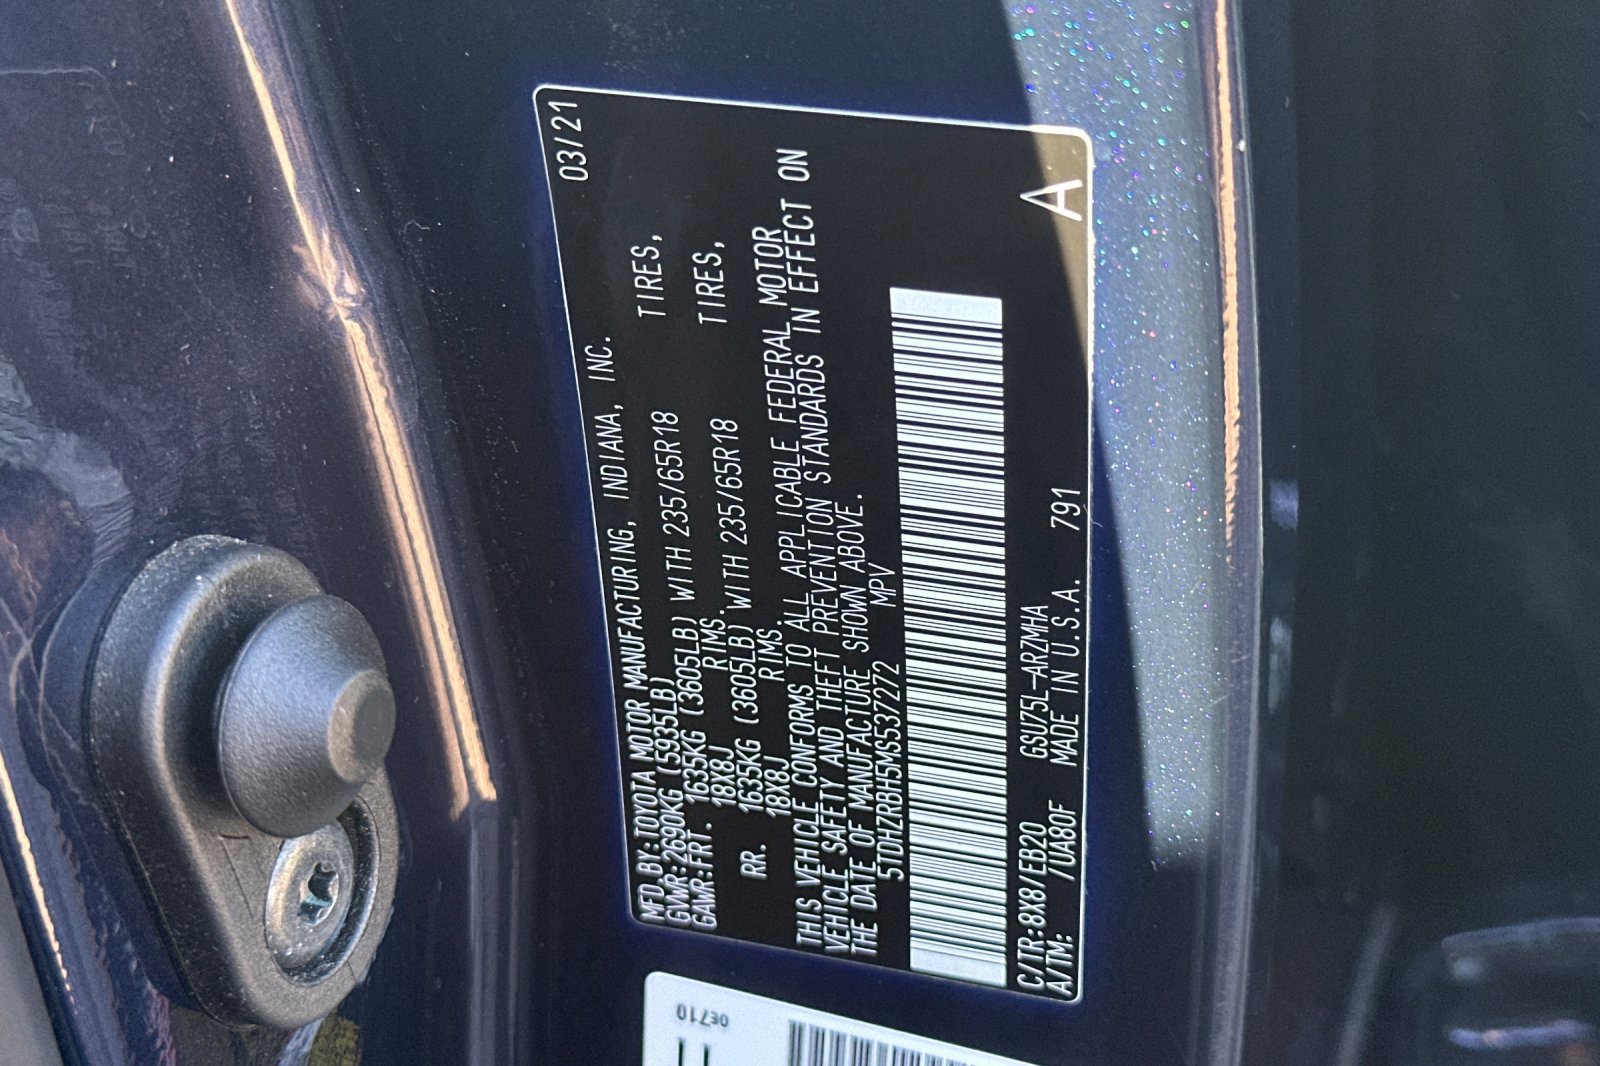 03/21
MFD. BY: TOYOTA MOTOR MANUFACTURING, INDIANA, INC.
GVWR: 2690KG (5935LB)
GAWR: FRT. 1635KG (3605LB) WITH 235/65R18 TIRES,
18X8J RIMS.
RR. 1635KG (3605LB) WITH 235/65R18 TIRES,
18X8J RIMS.
THIS VEHICLE CONFORMS TO ALL APPLICABLE FEDERAL MOTOR
VEHICLE SAFETY AND THEFT PREVENTION STANDARDS IN EFFECT ON
THE DATE OF MANUFACTURE SHOWN ABOVE.
5TDHZRBH5MS537272 MPV
C/TR: 8X8/EB20 GSU75L-ARZMHA
A/TM: /UA80F MADE IN U.S.A. 791 A
0E710